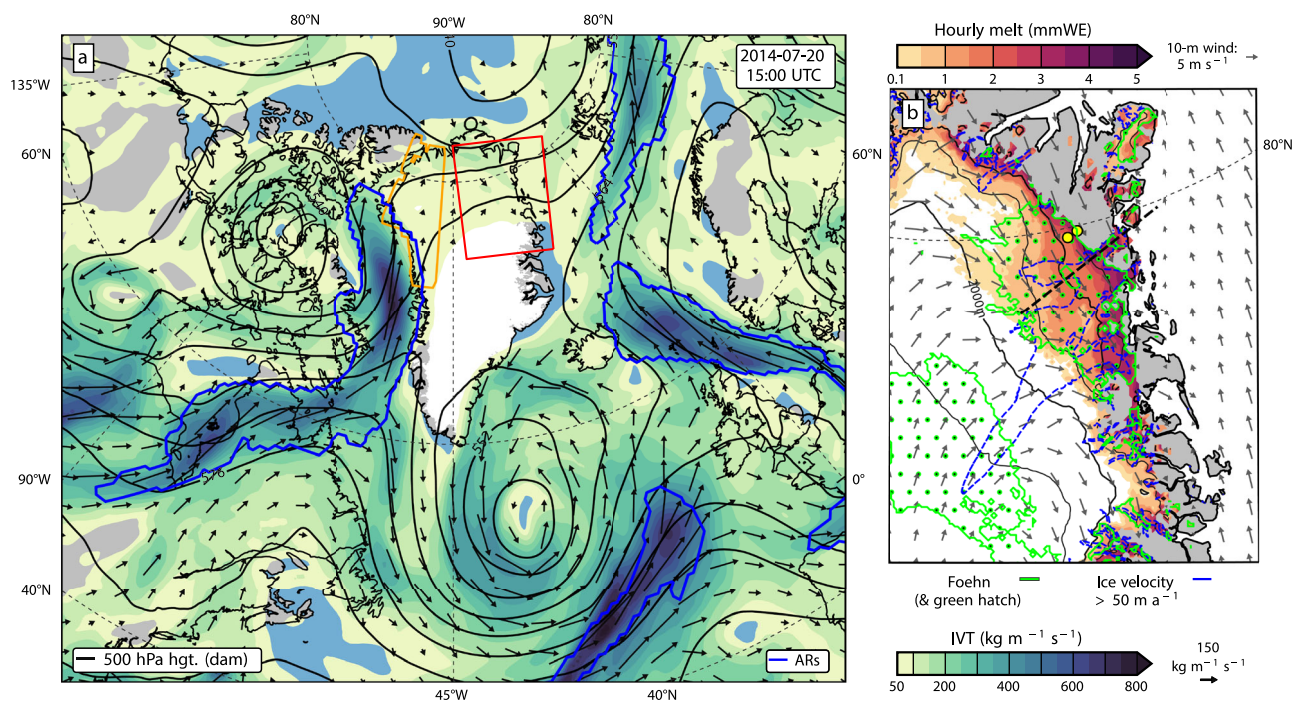 80°N
90°W
80°N
a
2014-07-20
15:00 UTC
135°W
60°N
60°N
90°W
0°
40°N
576
552
500 hPa hgt. (dam)
ARs
45°W
40°N
Hourly melt (mmWE)
0.1 1 2 3 4 5
10-m wind:
5 m s⁻¹
b
80°N
Foehn
(& green hatch)
Ice velocity
> 50 m a⁻¹
IVT (kg m ⁻¹ s⁻¹)
50 200 400 600 800
150
kg m⁻¹ s⁻¹